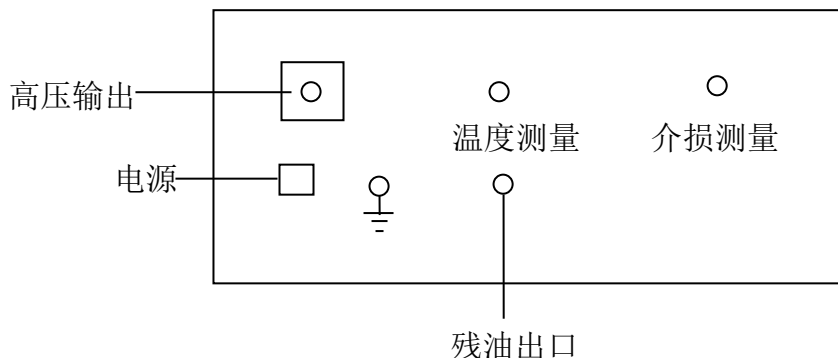 高压输出
温度测量
介损测量
电源
残油出口